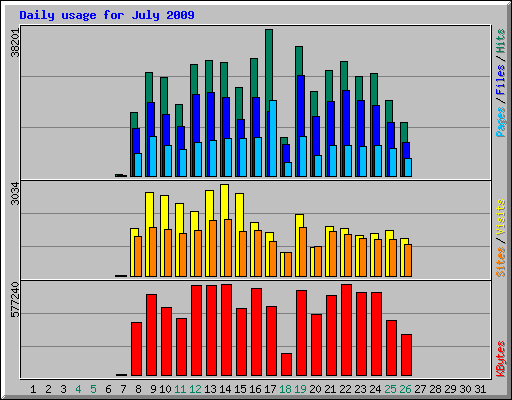 Daily usage for July 2009
38201
Pages / Files / Hits
3034
Sites / Visits
577240
KBytes
1 2 3 4 5 6 7 8 9 10 11 12 13 14 15 16 17 18 19 20 21 22 23 24 25 26 27 28 29 30 31